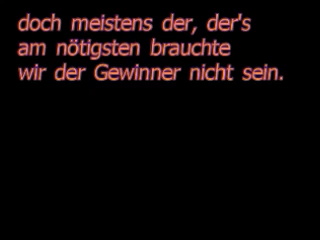 doch meistens der, der's
am nötigsten brauchte
wir der Gewinner nicht sein.